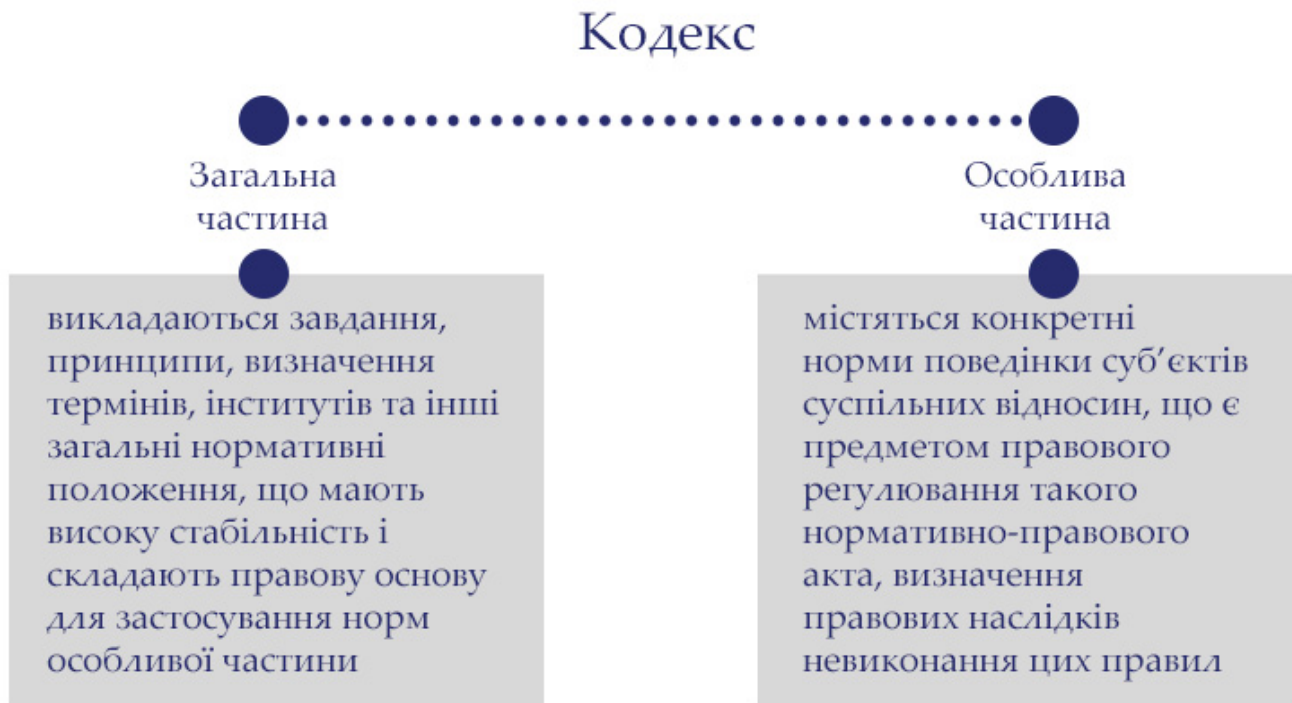 Кодекс
Загальна
частина
викладаються завдання,
принципи, визначення
термінів, інститутів та інші
загальні нормативні
положення, що мають
високу стабільність і
складають правову основу
для застосування норм
особливої частини
Особлива
частина
містяться конкретні
норми поведінки суб’єктів
суспільних відносин, що є
предметом правового
регулювання такого
нормативно-правового
акта, визначення
правових наслідків
невиконання цих правил